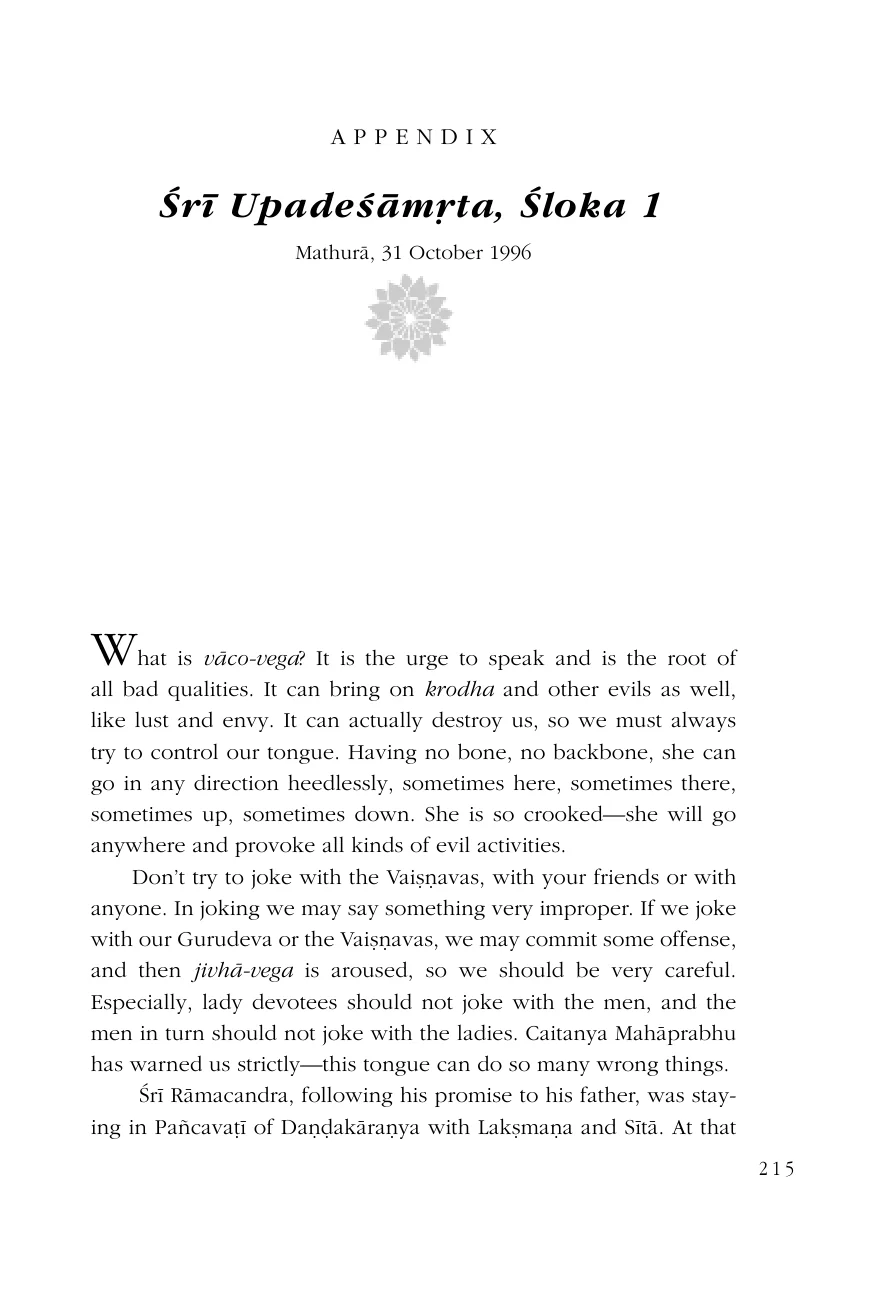 APPENDIX
Śrī Upadeśāmṛta, Śloka 1
Mathurā, 31 October 1996
What is vāco-vega? It is the urge to speak and is the root of
all bad qualities. It can bring on krodha and other evils as well,
like lust and envy. It can actually destroy us, so we must always
try to control our tongue. Having no bone, no backbone, she can
go in any direction heedlessly, sometimes here, sometimes there,
sometimes up, sometimes down. She is so crooked—she will go
anywhere and provoke all kinds of evil activities.
Don’t try to joke with the Vaiṣṇavas, with your friends or with
anyone. In joking we may say something very improper. If we joke
with our Gurudeva or the Vaiṣṇavas, we may commit some offense,
and then jivhā-vega is aroused, so we should be very careful.
Especially, lady devotees should not joke with the men, and the
men in turn should not joke with the ladies. Caitanya Mahāprabhu
has warned us strictly—this tongue can do so many wrong things.
Śrī Rāmacandra, following his promise to his father, was stay-
ing in Pañcavaṭī of Daṇḍakāraṇya with Lakṣmaṇa and Sītā. At that
215